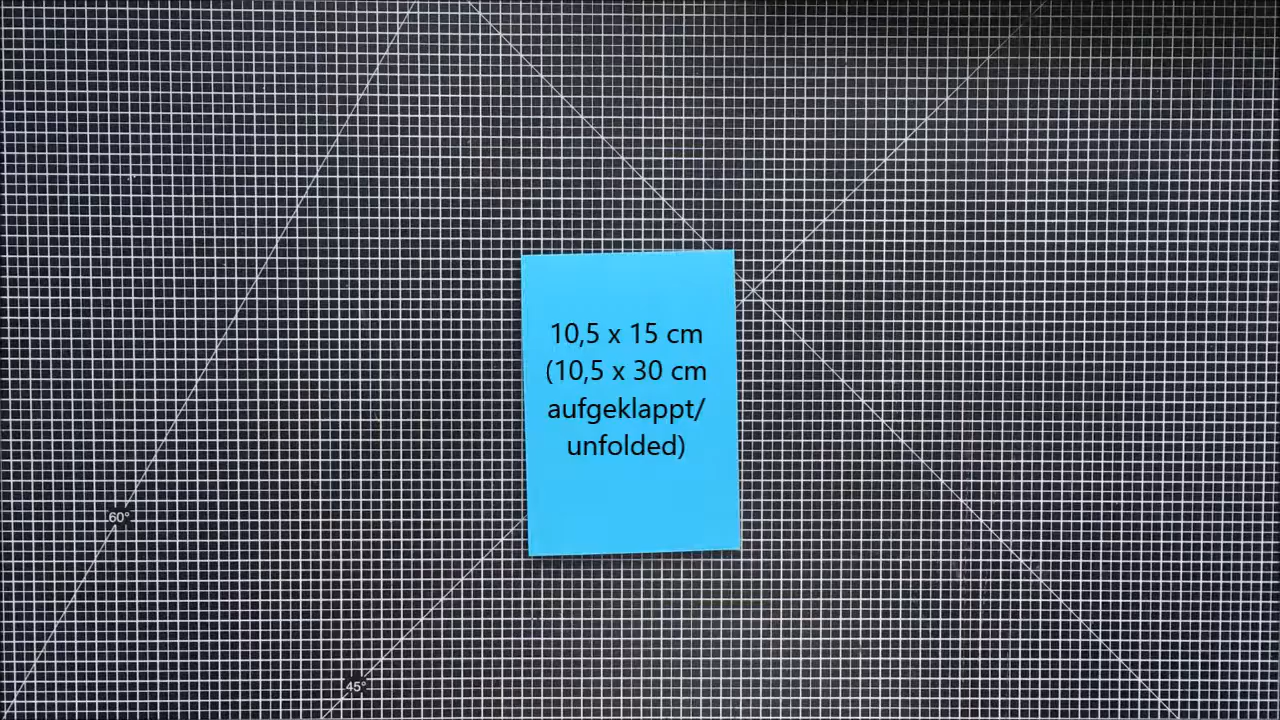 10,5 x 15 cm
(10,5 x 30 cm
aufgeklappt/
unfolded)
60°
45°